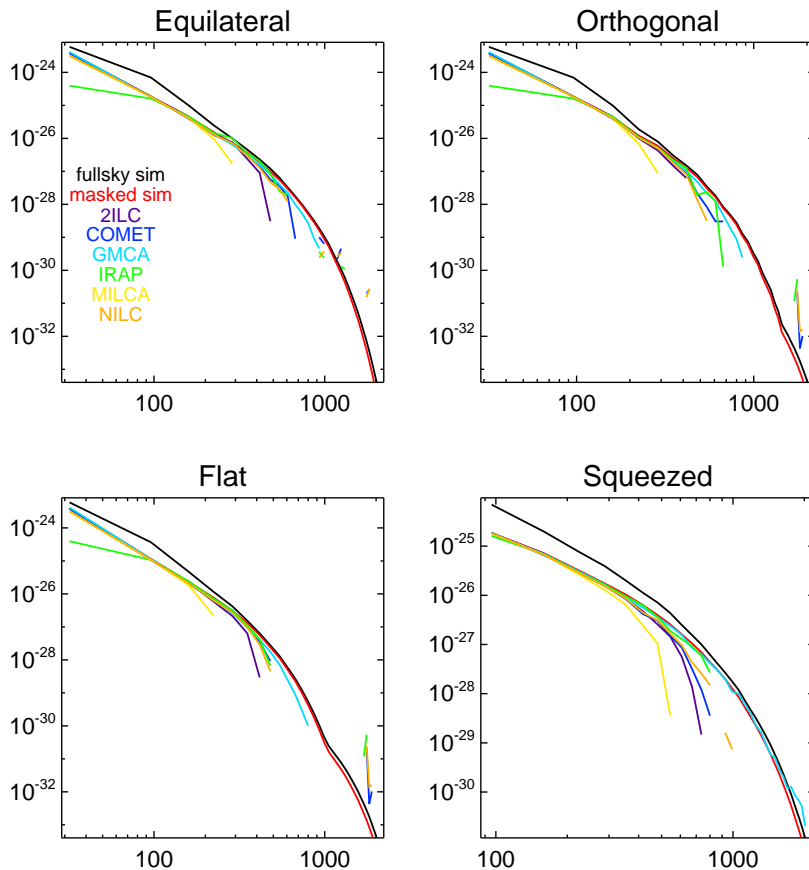 Equilateral
Orthogonal
10^-24
10^-26
10^-28
10^-30
10^-32
fullsky sim
masked sim
2ILC
COMET
GMCA
IRAP
MILCA
NILC
100
1000
10^-24
10^-26
10^-28
10^-30
10^-32
100
1000
Flat
Squeezed
10^-24
10^-26
10^-28
10^-30
10^-32
100
1000
10^-25
10^-26
10^-27
10^-28
10^-29
10^-30
100
1000